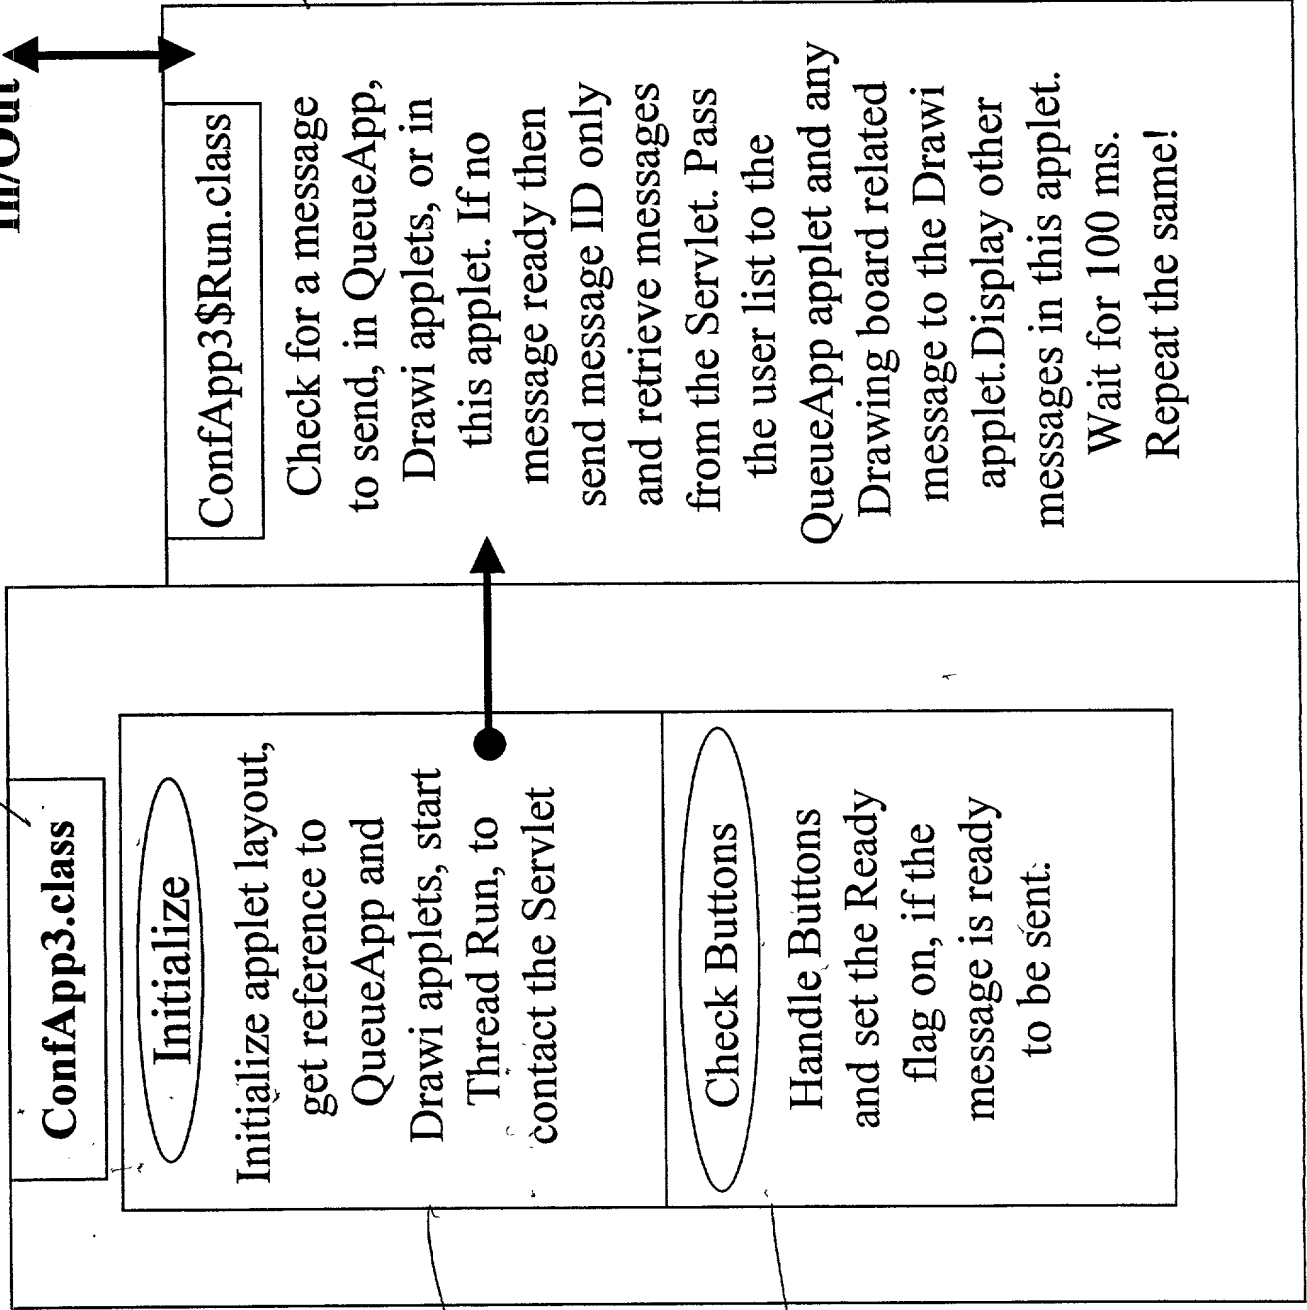 In/Out
ConfApp3.class
Initialize
Initialize applet layout,
get reference to
QueueApp and
Drawi applets, start
Thread Run, to
contact the Servlet
Check Buttons
Handle Buttons
and set the Ready
flag on, if the
message is ready
to be sent.
ConfApp3$Run.class
Check for a message
to send, in QueueApp,
Drawi applets, or in
this applet. If no
message ready then
send message ID only
and retrieve messages
from the Servlet. Pass
the user list to the
QueueApp applet and any
Drawing board related
message to the Drawi
applet.Display other
messages in this applet.
Wait for 100 ms.
Repeat the same!